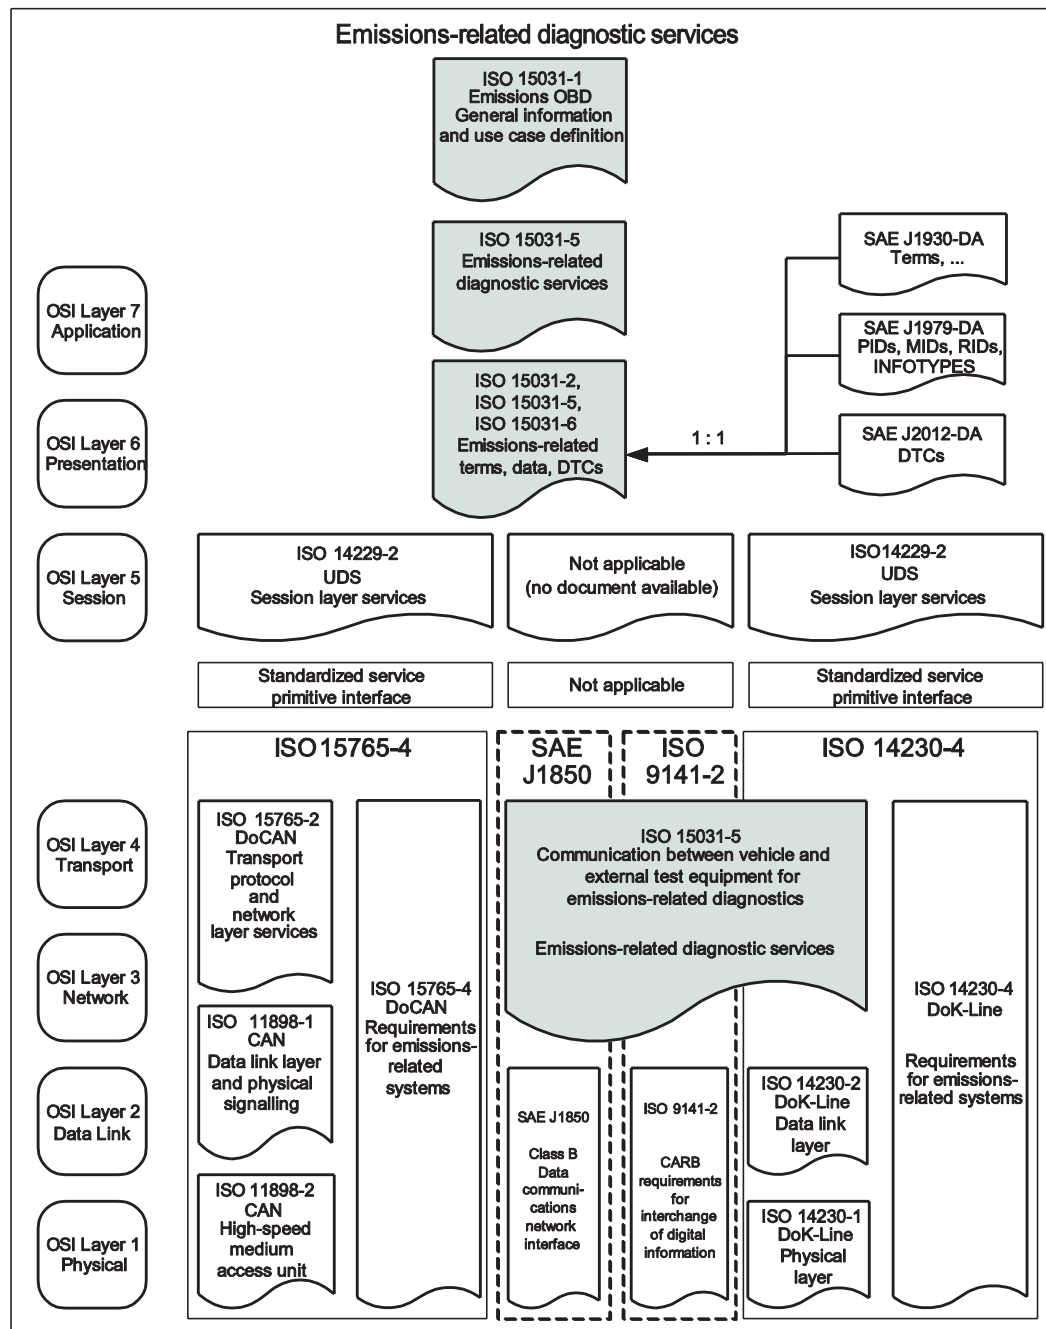 Emissions-related diagnostic services
ISO 15031-1
Emissions OBD
General information
and use case definition
ISO 15031-5
Emissions-related
diagnostic services
SAE J1930-DA
Terms, ...
OSI Layer 7
Application
SAE J1979-DA
PIDs, MIDs, RIDs,
INFOTYPES
ISO 15031-2,
ISO 15031-5,
ISO 15031-6
Emissions-related
terms, data, DTCs
1 : 1
OSI Layer 6
Presentation
SAE J2012-DA
DTCs
OSI Layer 5
Session
ISO 14229-2
UDS
Session layer services
Not applicable
(no document available)
ISO14229-2
UDS
Session layer services
Standardized service
primitive interface
Not applicable
Standardized service
primitive interface
ISO15765-4
SAE
J1850
ISO
9141-2
ISO 14230-4
OSI Layer 4
Transport
ISO 15765-2
DoCAN
Transport
protocol
and
network
layer services
ISO 15031-5
Communication between vehicle and
external test equipment for
emissions-related diagnostics
Emissions-related diagnostic services
OSI Layer 3
Network
ISO 15765-4
DoCAN
Requirements
for emissions-
related
systems
ISO 14230-4
DoK-Line
Requirements
for emissions-
related systems
ISO 11898-1
CAN
Data link layer
and physical
signalling
OSI Layer 2
Data Link
SAE J1850
Class B
Data
communi-
cations
network
interface
ISO 9141-2
CARB
requirements
for
interchange
of digital
information
ISO 14230-2
DoK-Line
Data link
layer
OSI Layer 1
Physical
ISO 11898-2
CAN
High-speed
medium
access unit
ISO 14230-1
DoK-Line
Physical
layer